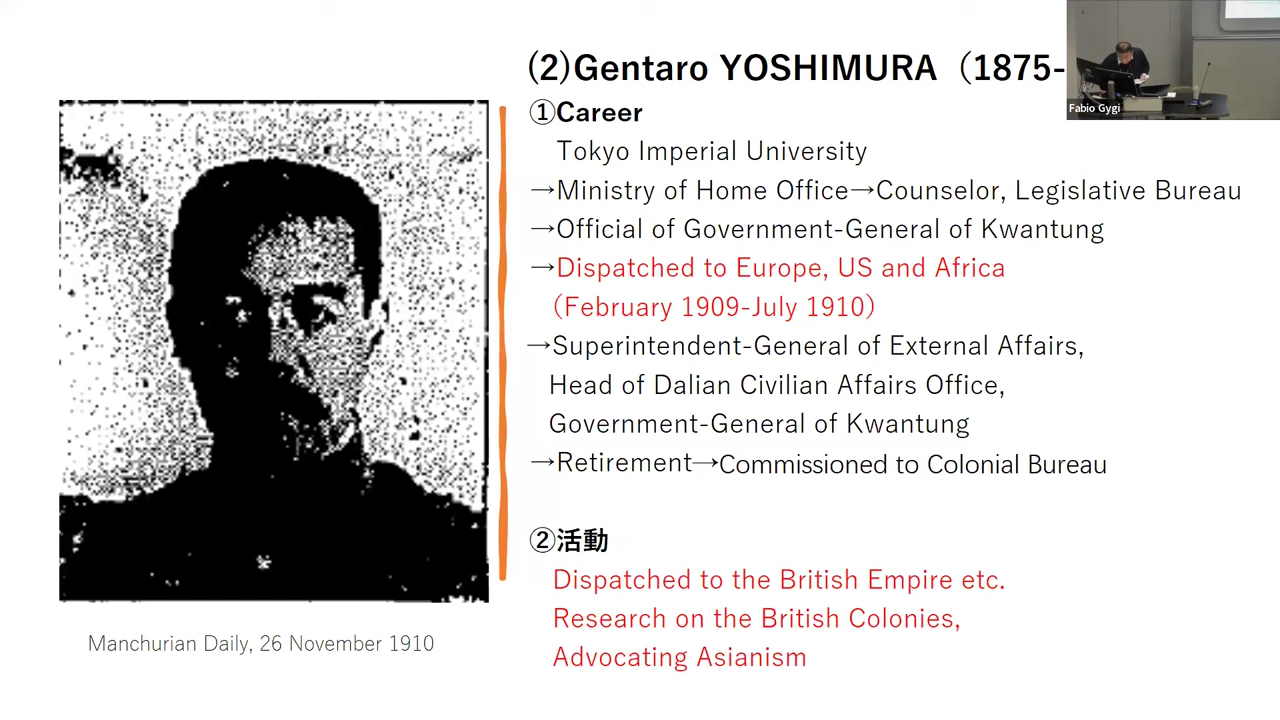 (2)Gentaro YOSHIMURA（1875-
Fabio Gygi
①Career
Tokyo Imperial University
→Ministry of Home Office→Counselor, Legislative Bureau
→Official of Government-General of Kwantung
→Dispatched to Europe, US and Africa
（February 1909-July 1910）
→Superintendent-General of External Affairs,
Head of Dalian Civilian Affairs Office,
Government-General of Kwantung
→Retirement→Commissioned to Colonial Bureau
②活動
Dispatched to the British Empire etc.
Research on the British Colonies,
Advocating Asianism
Manchurian Daily, 26 November 1910